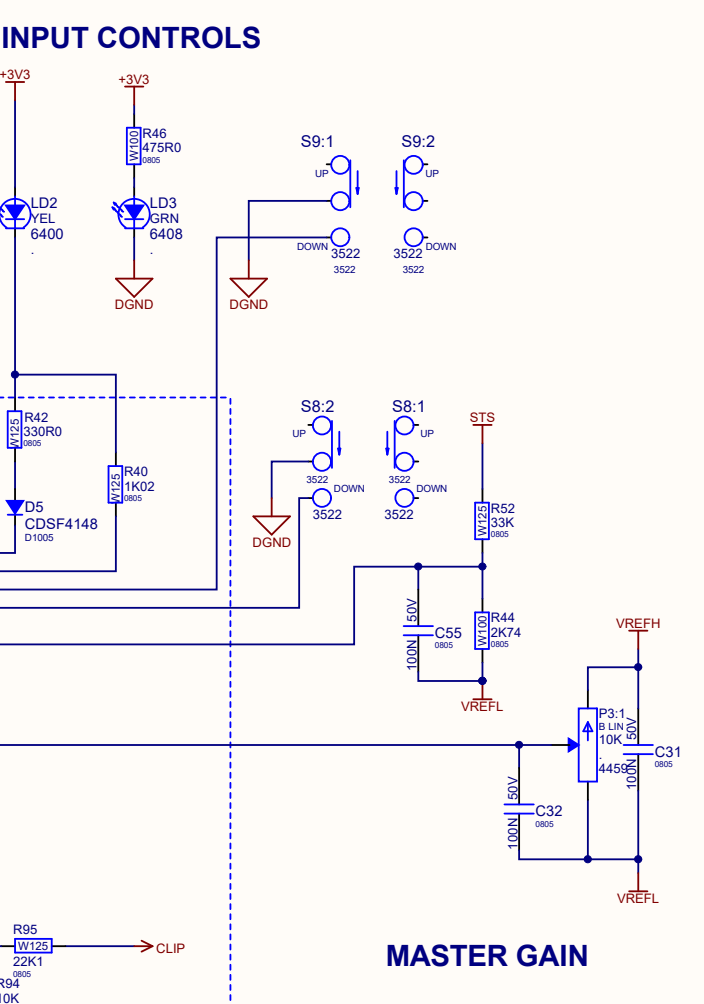 INPUT CONTROLS
+3V3
+3V3
R46
W100
475R0
0805
S9:1
S9:2
UP
UP
LD2
YEL
6400
.
LD3
GRN
6408
.
DOWN
DOWN
3522
3522
3522
3522
DGND
DGND
S8:2
S8:1
UP
UP
STS
R42
W125
330R0
0805
R40
W125
1K02
0805
3522
3522
DOWN
DOWN
3522
3522
D5
CDSF4148
D1005
DGND
R52
W125
33K
0805
50V
C55
0805
100N
R44
W100
2K74
0805
VREFH
VREFL
P3:1
B LIN
10K
.
4459
50V
C31
0805
100N
50V
C32
0805
100N
VREFL
R95
W125
22K1
0805
CLIP
R94
10K
MASTER GAIN